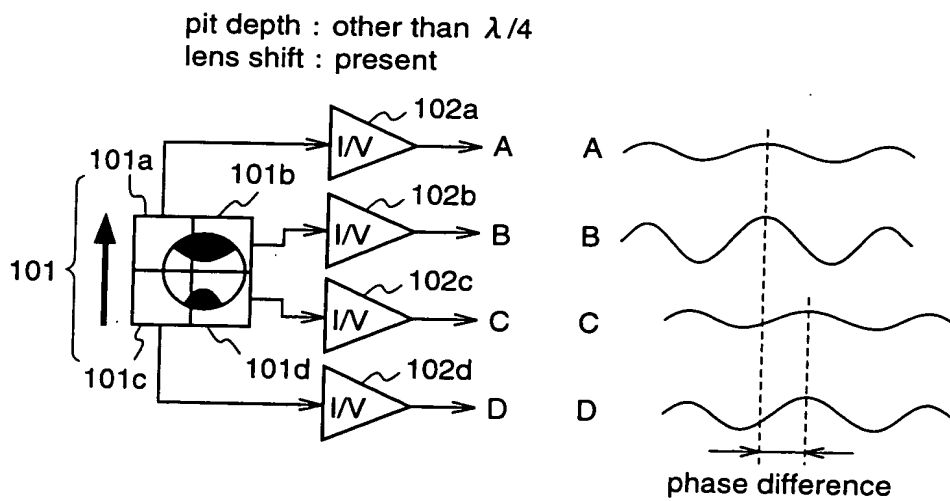 pit depth : other than λ/4
lens shift : present
102a
I/V
A
A
101a
101b
102b
I/V
B
B
101
102c
I/V
C
C
101c
101d
102d
I/V
D
D
phase difference